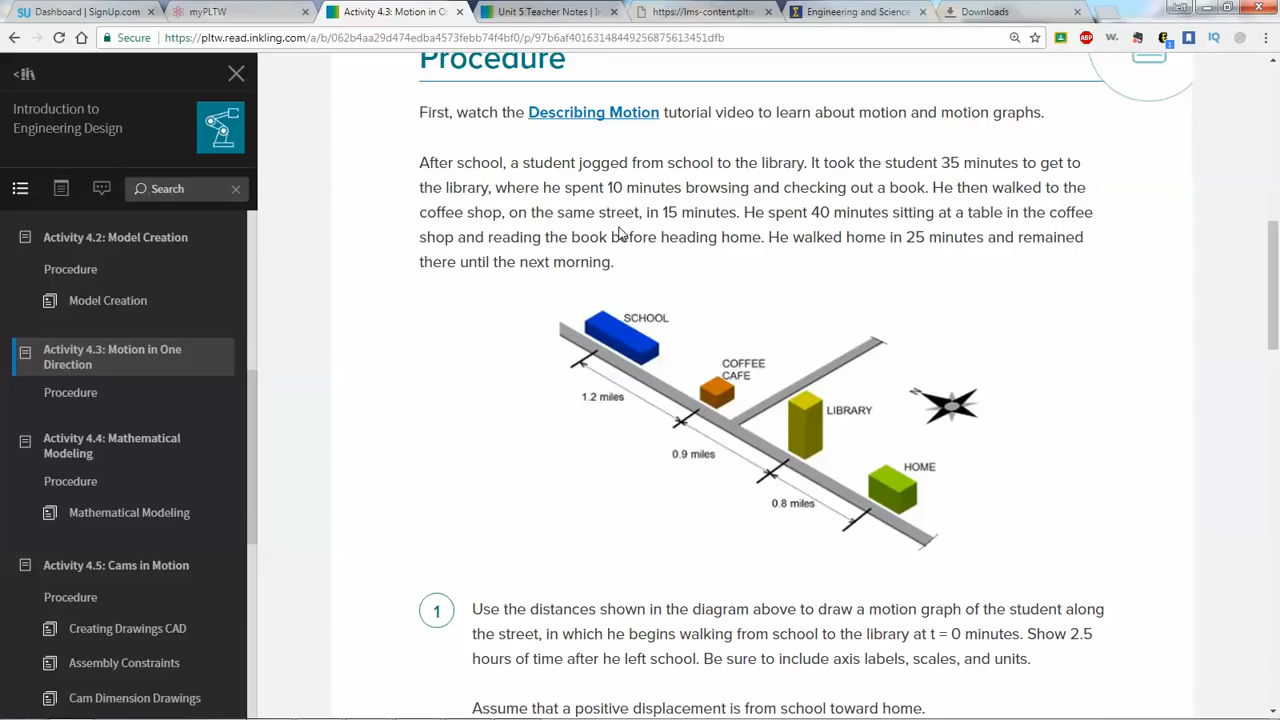 Dashboard | SignUp.com
myPLTW
Activity 4.3: Motion in O
Unit 5 Teacher Notes | In
https://lms-content.pltw
Engineering and Science
Downloads
Secure
https://pltw.read.inkling.com/a/b/062b4aa29d474edba4573febb74f4bf0/p/97b6af40163148449256875613451dfb
Introduction to
Engineering Design
Search
Activity 4.2: Model Creation
Procedure
Model Creation
Activity 4.3: Motion in One
Direction
Procedure
Activity 4.4: Mathematical
Modeling
Procedure
Mathematical Modeling
Activity 4.5: Cams in Motion
Procedure
Creating Drawings CAD
Assembly Constraints
Cam Dimension Drawings
Procedure
First, watch the Describing Motion tutorial video to learn about motion and motion graphs.
After school, a student jogged from school to the library. It took the student 35 minutes to get to
the library, where he spent 10 minutes browsing and checking out a book. He then walked to the
coffee shop, on the same street, in 15 minutes. He spent 40 minutes sitting at a table in the coffee
shop and reading the book before heading home. He walked home in 25 minutes and remained
there until the next morning.
SCHOOL
COFFEE
CAFE
1.2 miles
LIBRARY
N
0.9 miles
HOME
0.8 miles
1
Use the distances shown in the diagram above to draw a motion graph of the student along
the street, in which he begins walking from school to the library at t = 0 minutes. Show 2.5
hours of time after he left school. Be sure to include axis labels, scales, and units.
Assume that a positive displacement is from school toward home.